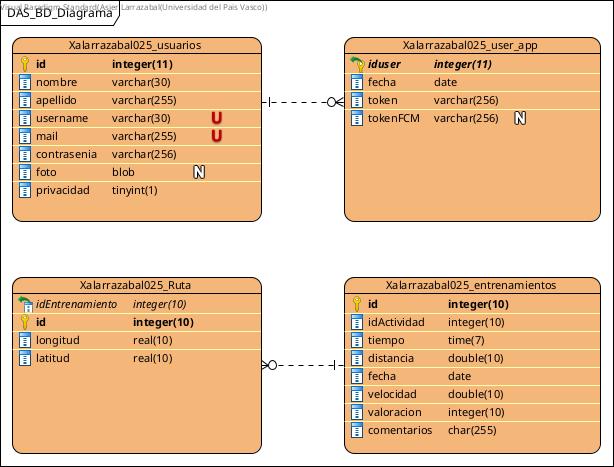 Visual Paradigm Standard(Asier Larrazabal(Universidad del Pais Vasco))
DAS_BD_Diagrama
Xalarrazabal025_usuarios
id integer(11)
nombre varchar(30)
apellido varchar(255)
username varchar(30) U
mail varchar(255) U
contrasenia varchar(256)
foto blob N
privacidad tinyint(1)
Xalarrazabal025_user_app
iduser integer(11)
fecha date
token varchar(256)
tokenFCM varchar(256) N
Xalarrazabal025_Ruta
idEntrenamiento integer(10)
id integer(10)
longitud real(10)
latitud real(10)
Xalarrazabal025_entrenamientos
id integer(10)
idActividad integer(10)
tiempo time(7)
distancia double(10)
fecha date
velocidad double(10)
valoracion integer(10)
comentarios char(255)